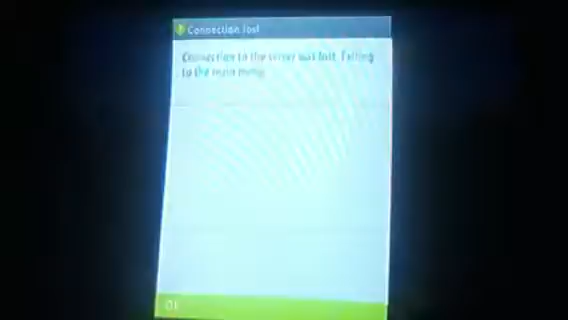 Connection lost
Connection to the server was lost.
to the main menu.
OK